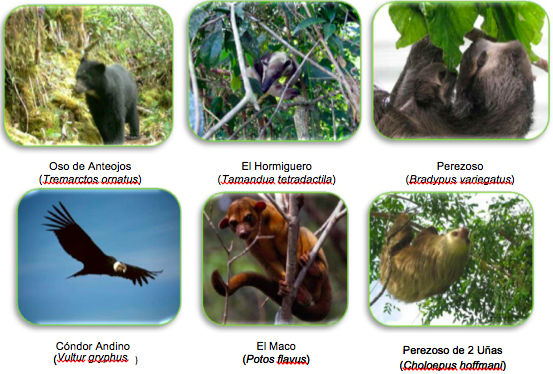 Oso de Anteojos
(Tremarctos ornatus)
El Hormiguero
(Tamandua tetradactila)
Perezoso
(Bradypus variegatus)
Cóndor Andino
(Vultur gryphus )
El Maco
(Potos flavus)
Perezoso de 2 Uñas
(Choloepus hoffmani)